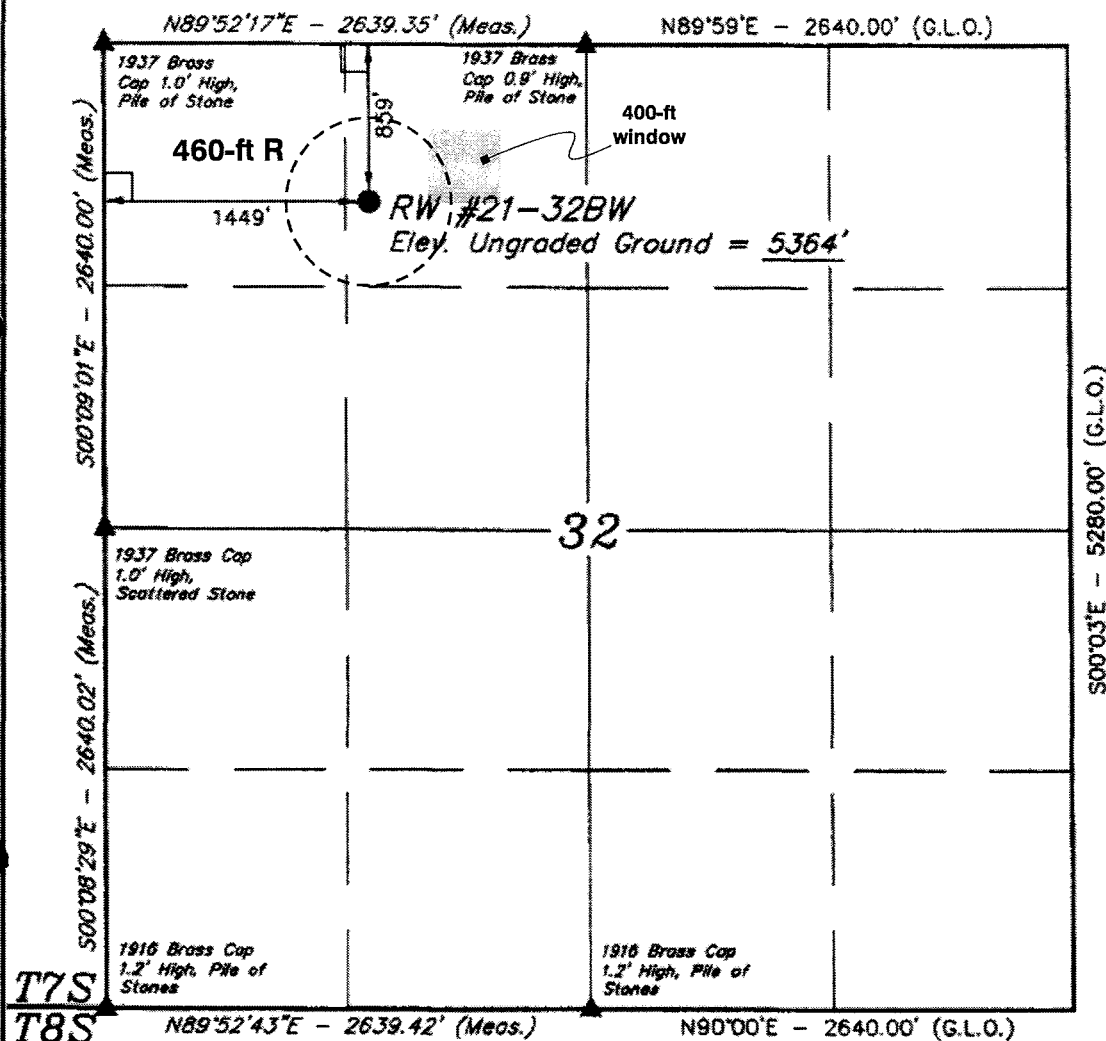 N89°52'17"E - 2639.35' (Meas.)
N89°59'E - 2640.00' (G.L.O.)
1937 Brass
Cap 1.0' High,
Pile of Stone
1937 Brass
Cap 0.9' High,
Pile of Stone
859'
400-ft
window
460-ft R
1449'
RW #21-32BW
Elev. Ungraded Ground = 5364'
S00°09'01"E - 2640.00' (Meas.)
32
1937 Brass Cap
1.0' High,
Scattered Stone
S00°03'E - 5280.00' (G.L.O.)
S00°08'29"E - 2640.02' (Meas.)
1916 Brass Cap
1.2' High, Pile of
Stones
1916 Brass Cap
1.2' High, Pile of
Stones
T7S
T8S
N89°52'43"E - 2639.42' (Meas.)
N90°00'E - 2640.00' (G.L.O.)